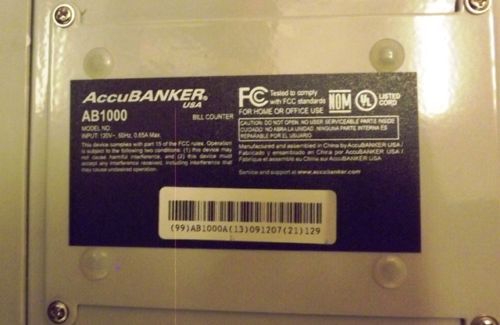 AccuBANKER®
USA
AB1000
BILL COUNTER
MODEL NO.
INPUT: 120V~, 60Hz, 0.65A Max.
This device complies with part 15 of the FCC rules. Operation
is subject to the following two conditions: (1) this device may
not cause harmful interference, and (2) this device must
accept any interference received, including interference that
may cause undesired operation.
FC Tested to comply
with FCC standards
FOR HOME OR OFFICE USE
NOM
UL LISTED
CORD
CAUTION: DO NOT OPEN. NO USER SERVICEABLE PARTS INSIDE
CUIDADO: NO ABRA LA UNIDAD, NINGUNA PARTE INTERNA ES
REPARABLE POR EL USUARIO.
Manufactured and assembled in China by AccuBANKER USA /
Fabricado y ensamblado en China por AccuBANKER USA /
Fabriqué et assemblé au Chine par AccuBANKER USA
Service and support at www.accubanker.com
(99)AB1000A(13)091207(21)129